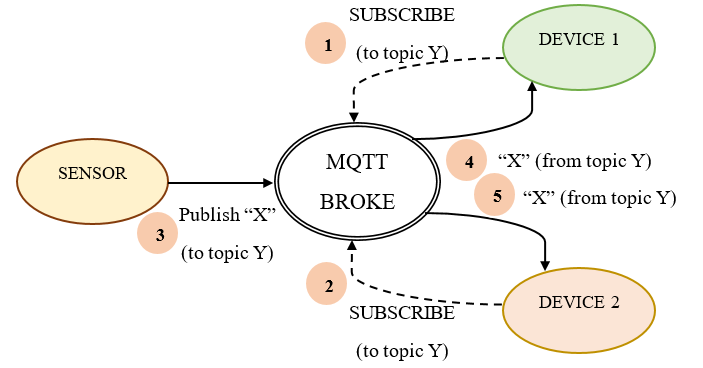 SUBSCRIBE
1
(to topic Y)
DEVICE 1
SENSOR
MQTT
BROKE
4
“X” (from topic Y)
5
“X” (from topic Y)
Publish “X”
3
(to topic Y)
2
SUBSCRIBE
(to topic Y)
DEVICE 2